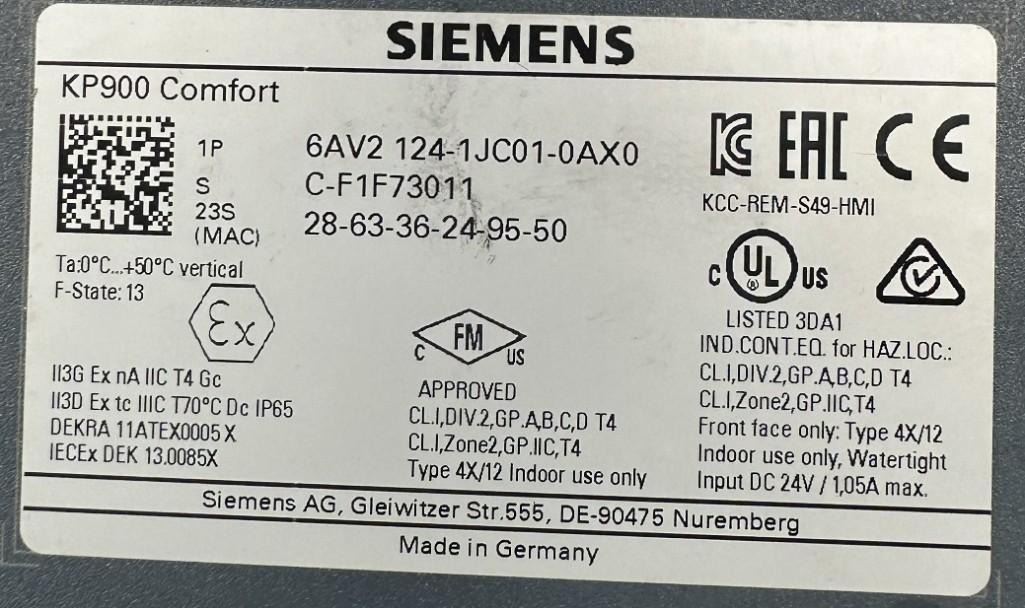 SIEMENS
KP900 Comfort
1P 6AV2 124-1JC01-0AX0
S C-F1F73011
23S 28-63-36-24-95-50
(MAC)
Ta:0°C...+50°C vertical
F-State: 13
Ex
II3G Ex nA IIC T4 Gc
II3D Ex tc IIIC T70°C Dc IP65
DEKRA 11ATEX0005 X
IECEx DEK 13.0085X
C FM US
APPROVED
CL.I,DIV.2,GP.A,B,C,D T4
CL.I,Zone2,GP.IIC,T4
Type 4X/12 Indoor use only
KC EAC CE
KCC-REM-S49-HMI
C UL ® US
LISTED 3DA1
IND.CONT.EQ. for HAZ.LOC.:
CL.I,DIV.2,GP.A,B,C,D T4
CL.I,Zone2,GP.IIC,T4
Front face only: Type 4X/12
Indoor use only, Watertight
Input DC 24V / 1,05A max.
Siemens AG, Gleiwitzer Str.555, DE-90475 Nuremberg
Made in Germany